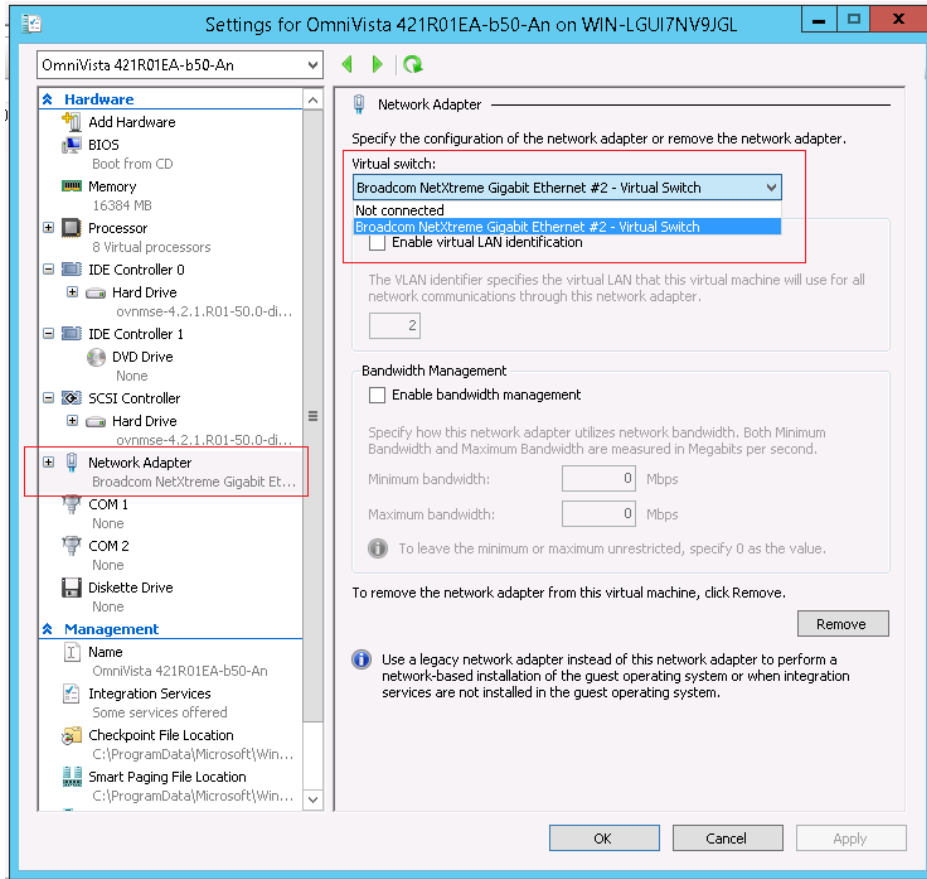 Settings for OmniVista 421R01EA-b50-An on WIN-LGUI7NV9JGL
OmniVista 421R01EA-b50-An
Hardware
Add Hardware
BIOS
Boot from CD
Memory
16384 MB
Processor
8 Virtual processors
IDE Controller 0
Hard Drive
ovnmse-4.2.1.R01-50.0-di...
IDE Controller 1
DVD Drive
None
SCSI Controller
Hard Drive
ovnmse-4.2.1.R01-50.0-di...
Network Adapter
Broadcom NetXtreme Gigabit Et...
COM 1
None
COM 2
None
Diskette Drive
None
Management
Name
OmniVista 421R01EA-b50-An
Integration Services
Some services offered
Checkpoint File Location
C:\ProgramData\Microsoft\Win...
Smart Paging File Location
C:\ProgramData\Microsoft\Win...
Network Adapter
Specify the configuration of the network adapter or remove the network adapter.
Virtual switch:
Broadcom NetXtreme Gigabit Ethernet #2 - Virtual Switch
Not connected
Broadcom NetXtreme Gigabit Ethernet #2 - Virtual Switch
Enable virtual LAN identification
The VLAN identifier specifies the virtual LAN that this virtual machine will use for all
network communications through this network adapter.
2
Bandwidth Management
Enable bandwidth management
Specify how this network adapter utilizes network bandwidth. Both Minimum
Bandwidth and Maximum Bandwidth are measured in Megabits per second.
Minimum bandwidth: 0 Mbps
Maximum bandwidth: 0 Mbps
To leave the minimum or maximum unrestricted, specify 0 as the value.
To remove the network adapter from this virtual machine, click Remove.
Remove
Use a legacy network adapter instead of this network adapter to perform a
network-based installation of the guest operating system or when integration
services are not installed in the guest operating system.
OK Cancel Apply